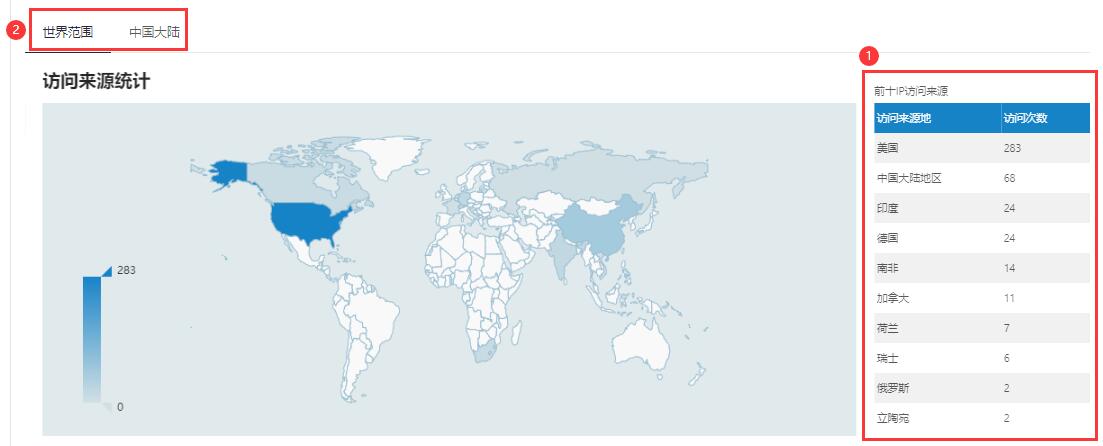 2
世界范围 中国大陆
访问来源统计
283
0
1
前十IP访问来源
访问来源地 访问次数
美国 283
中国大陆地区 68
印度 24
德国 24
南非 14
加拿大 11
荷兰 7
瑞士 6
俄罗斯 2
立陶宛 2